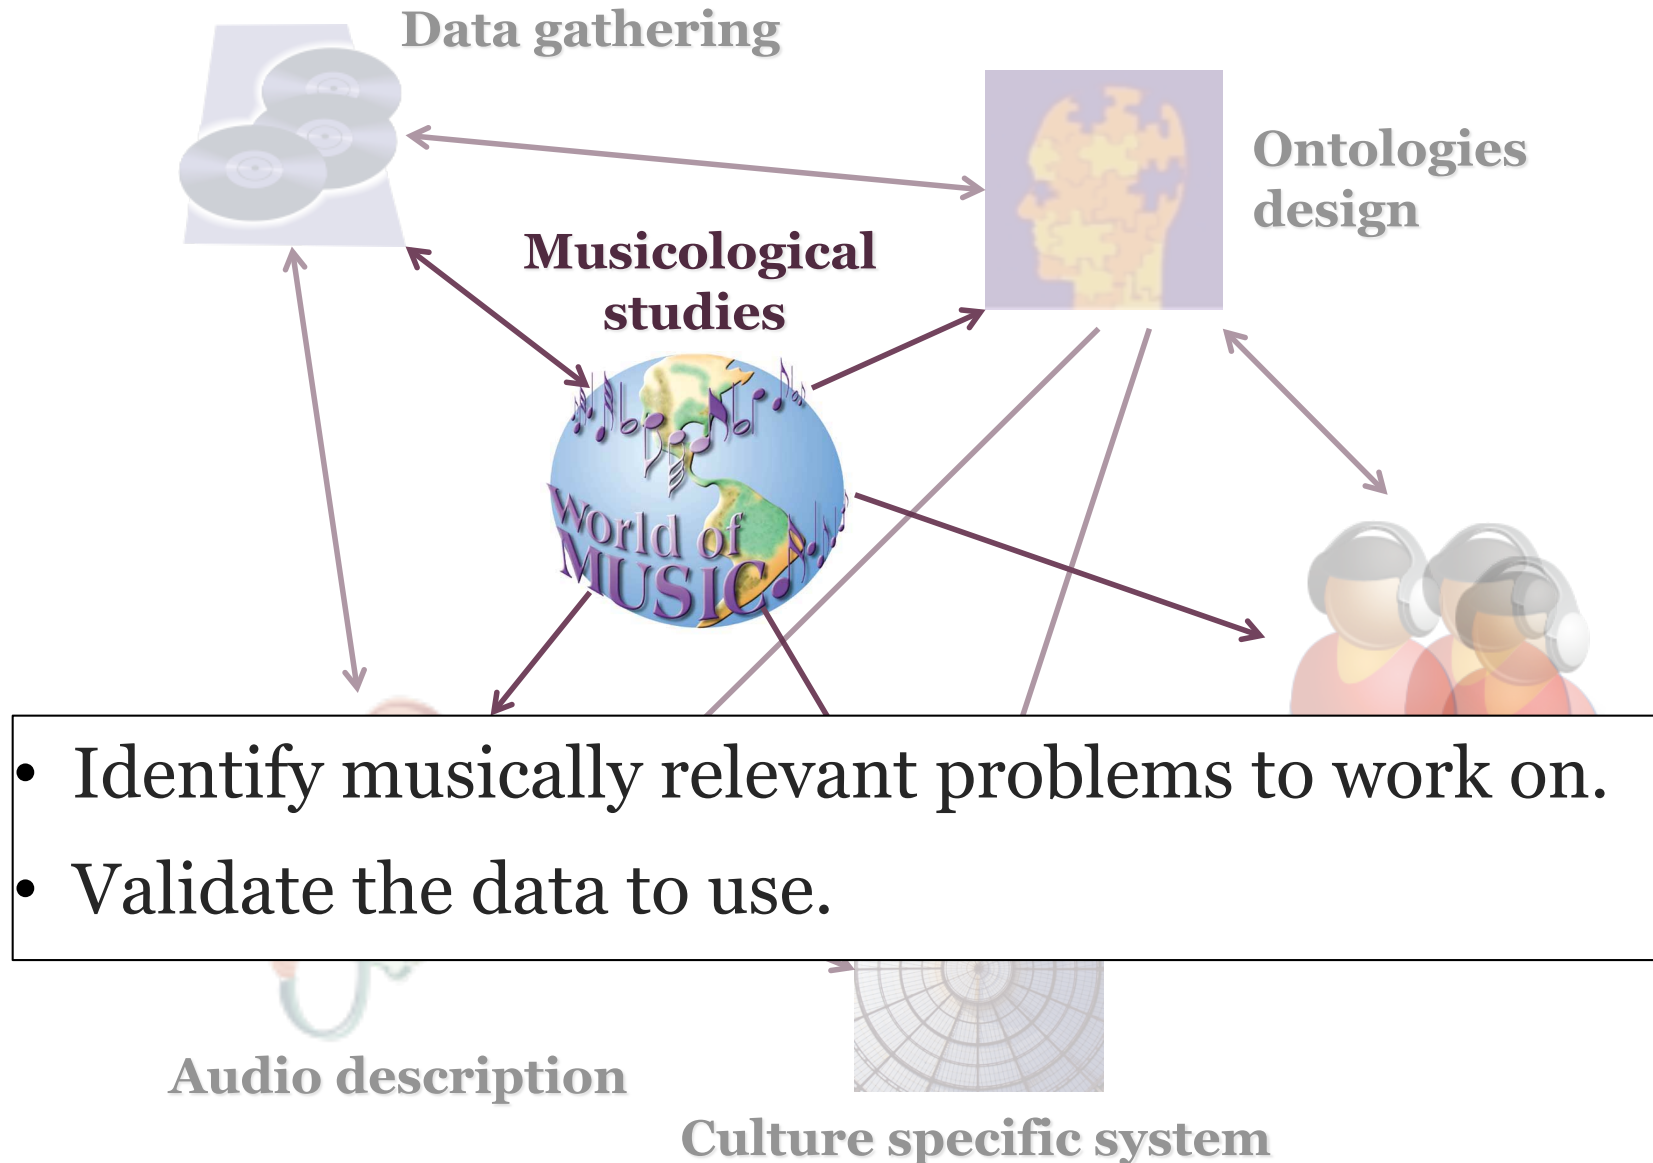 Data gathering
Ontologies
design
Musicological
studies
World of
MUSIC
• Identify musically relevant problems to work on.
• Validate the data to use.
Audio description
Culture specific system